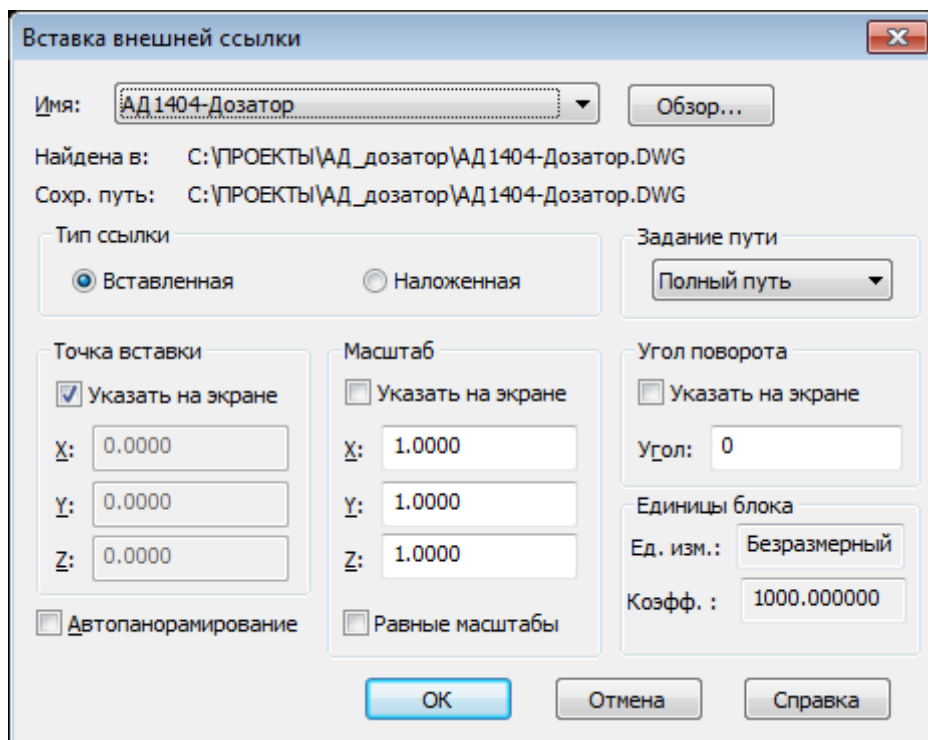 Вставка внешней ссылки
Имя: АД1404-Дозатор Обзор...
Найдена в: C:\ПРОЕКТЫ\АД_дозатор\АД1404-Дозатор.DWG
Сохр. путь: C:\ПРОЕКТЫ\АД_дозатор\АД1404-Дозатор.DWG
Тип ссылки
Вставленная Наложенная
Задание пути
Полный путь
Точка вставки
Указать на экране
X: 0.0000
Y: 0.0000
Z: 0.0000
Автопанорамирование
Масштаб
Указать на экране
X: 1.0000
Y: 1.0000
Z: 1.0000
Равные масштабы
Угол поворота
Указать на экране
Угол: 0
Единицы блока
Ед. изм.: Безразмерный
Коэфф. : 1000.000000
OK Отмена Справка